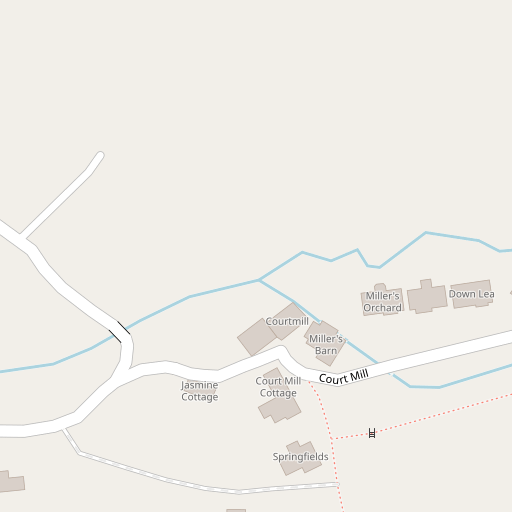 Down Lea
Miller's
Orchard
Courtmill
Miller's
Barn
Court Mill
Jasmine
Cottage
Court Mill
Cottage
Springfields